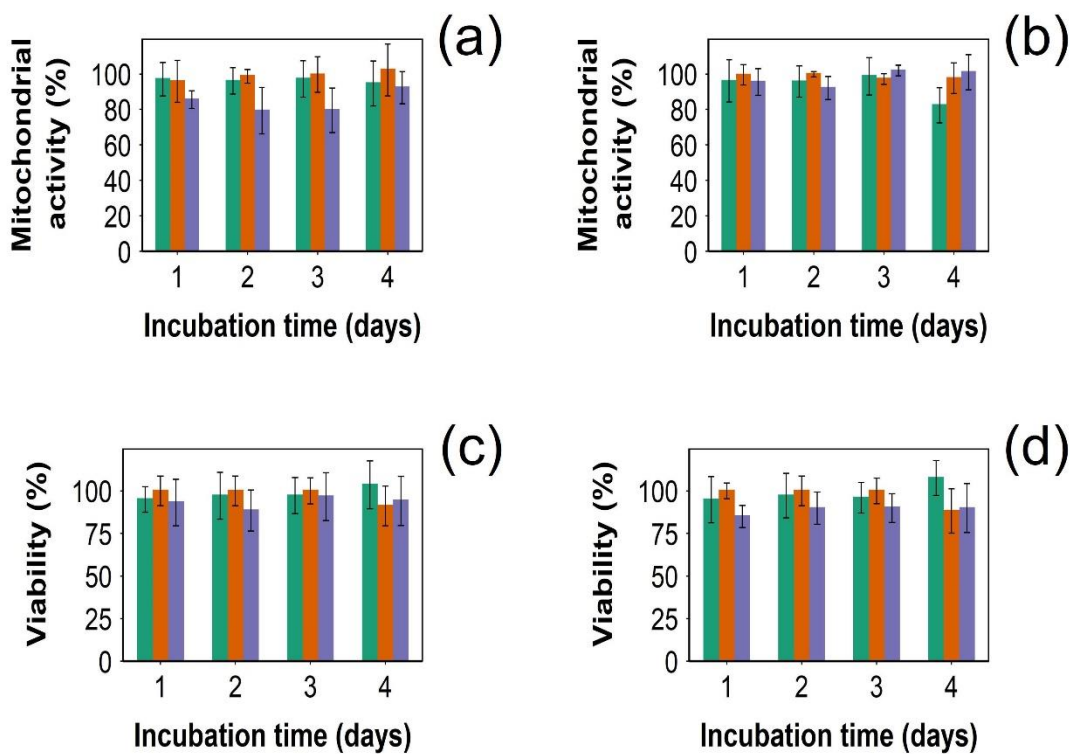 (a)
Mitochondrial
activity (%)
100
80
60
40
20
0
1 2 3 4
Incubation time (days)
(b)
Mitochondrial
activity (%)
100
80
60
40
20
0
1 2 3 4
Incubation time (days)
(c)
Viability (%)
100
75
50
25
0
1 2 3 4
Incubation time (days)
(d)
Viability (%)
100
75
50
25
0
1 2 3 4
Incubation time (days)